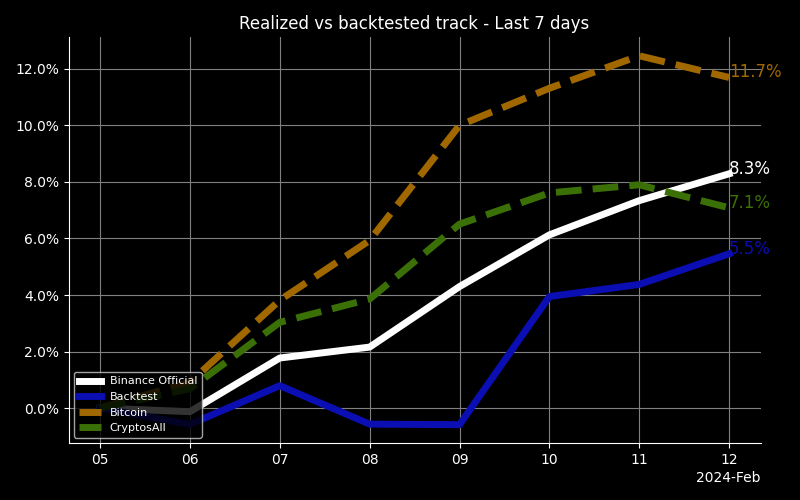 Realized vs backtested track - Last 7 days
12.0%
10.0%
8.0%
6.0%
4.0%
2.0%
0.0%
11.7%
8.3%
7.1%
5.5%
Binance Official
Backtest
Bitcoin
CryptosAll
05 06 07 08 09 10 11 12
2024-Feb